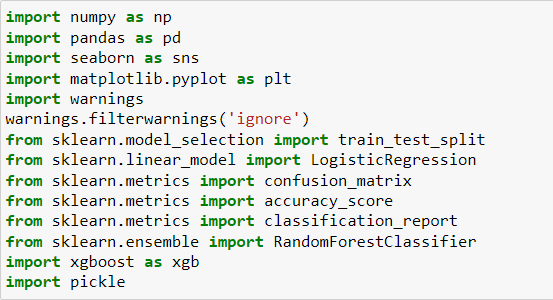 import numpy as np
import pandas as pd
import seaborn as sns
import matplotlib.pyplot as plt
import warnings
warnings.filterwarnings('ignore')
from sklearn.model_selection import train_test_split
from sklearn.linear_model import LogisticRegression
from sklearn.metrics import confusion_matrix
from sklearn.metrics import accuracy_score
from sklearn.metrics import classification_report
from sklearn.ensemble import RandomForestClassifier
import xgboost as xgb
import pickle